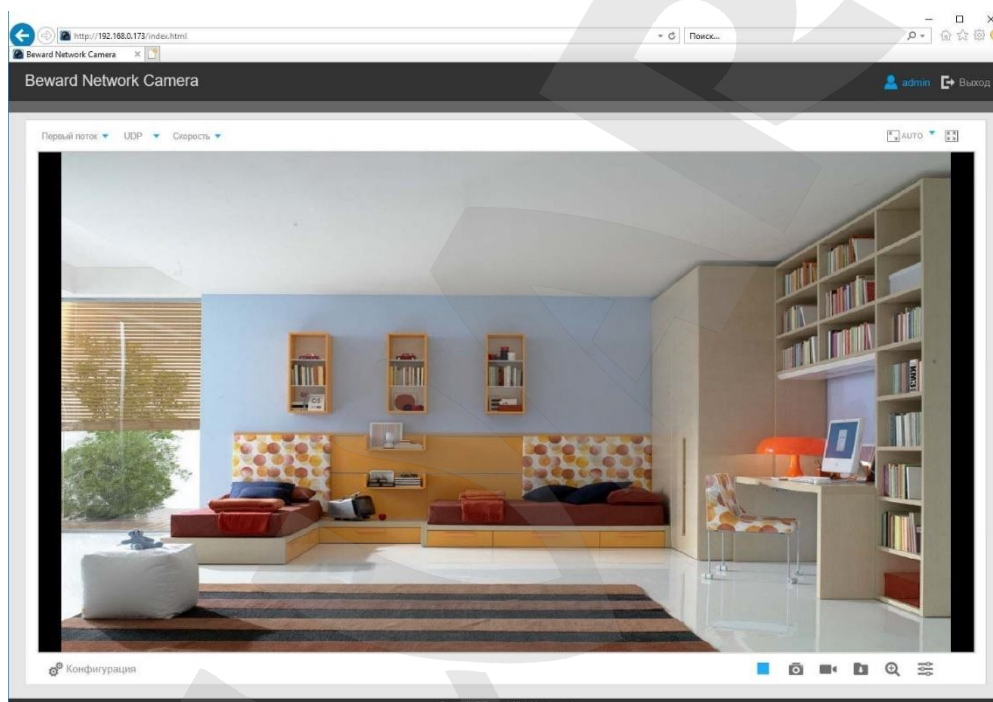 http://192.168.0.173/index.html
Поиск...
Beward Network Camera
Beward Network Camera
admin
Выход
Первый поток
UDP
Скорость
AUTO
Конфигурация